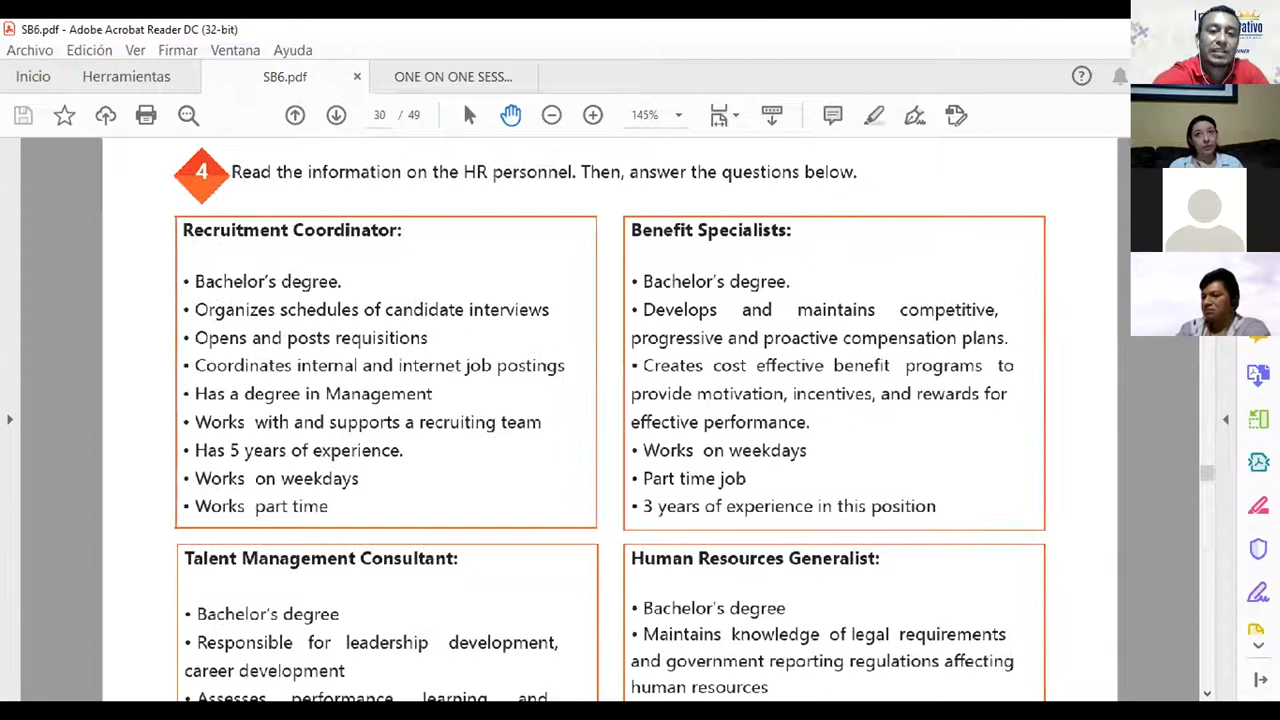 SB6.pdf - Adobe Acrobat Reader DC (32-bit)
Archivo Edición Ver Firmar Ventana Ayuda
Inicio Herramientas SB6.pdf × ONE ON ONE SESS...
30 / 49 145%
4 Read the information on the HR personnel. Then, answer the questions below.
Recruitment Coordinator:
• Bachelor's degree.
• Organizes schedules of candidate interviews
• Opens and posts requisitions
• Coordinates internal and internet job postings
• Has a degree in Management
• Works with and supports a recruiting team
• Has 5 years of experience.
• Works on weekdays
• Works part time
Benefit Specialists:
• Bachelor's degree.
• Develops and maintains competitive,
progressive and proactive compensation plans.
• Creates cost effective benefit programs to
provide motivation, incentives, and rewards for
effective performance.
• Works on weekdays
• Part time job
• 3 years of experience in this position
Talent Management Consultant:
• Bachelor's degree
• Responsible for leadership development,
career development
• Assesses performance learning and
Human Resources Generalist:
• Bachelor's degree
• Maintains knowledge of legal requirements
and government reporting regulations affecting
human resources